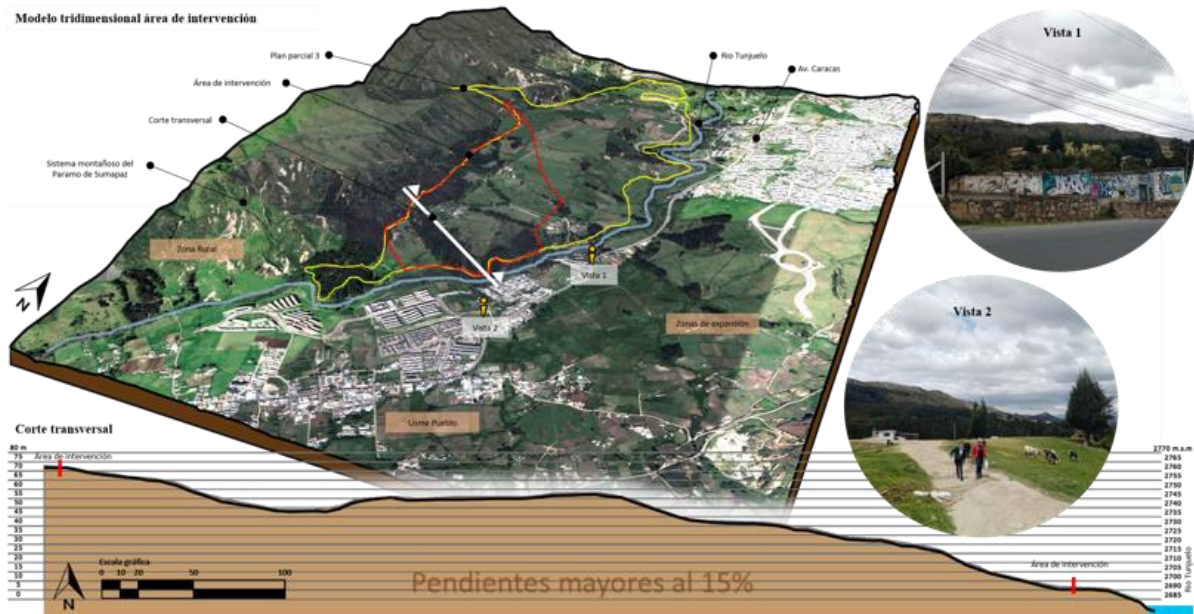 Modelo tridimensional área de intervención
Plan parcial 3
Área de intervención
Corte transversal
Sistema montañoso del
Paramo de Sumapaz
Rio Tunjuelo
Av. Caracas
Vista 1
Zona Rural
N
Vista 1
Vista 2
Zonas de expansión
Usme Pueblo
Vista 2
Corte transversal
80 m
75
70
65
60
55
50
45
40
35
30
25
20
15
10
5
0
Área de intervención
2770 m.s.m
2765
2760
2755
2750
2745
2740
2735
2730
2725
2720
2715
2710
2705
2700
2690
2685
Rio Tunjuelo
Área de intervención
Escala gráfica
0 10 20 50 100
N
Pendientes mayores al 15%